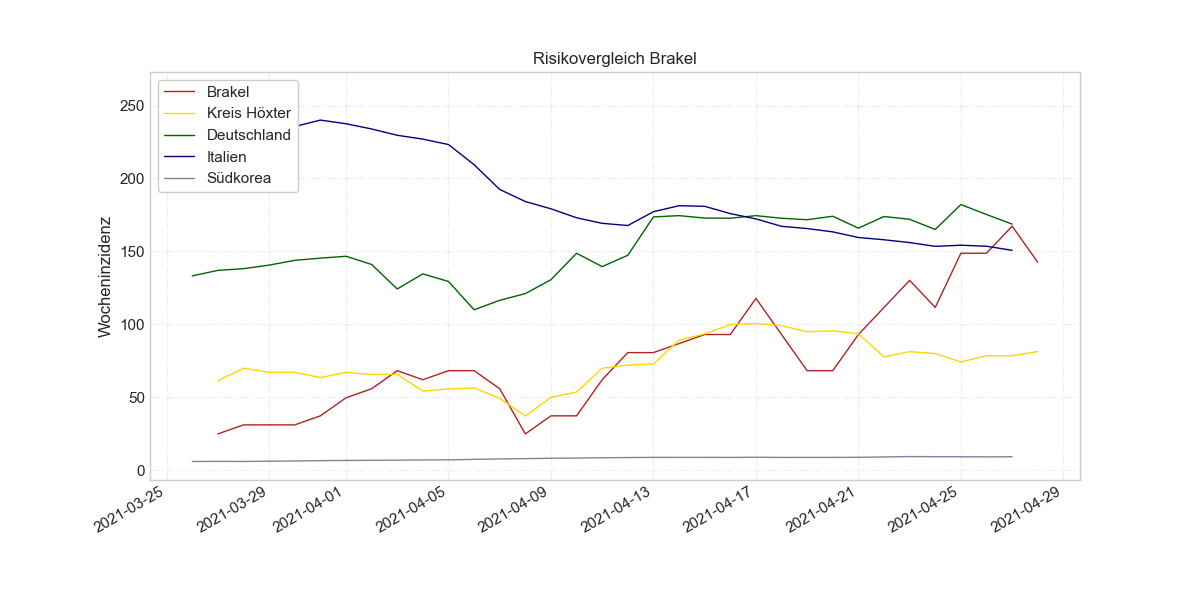 Risikovergleich Brakel
Brakel
Kreis Höxter
Deutschland
Italien
Südkorea
Wocheninzidenz
250
200
150
100
50
0
2021-03-25
2021-03-29
2021-04-01
2021-04-05
2021-04-09
2021-04-13
2021-04-17
2021-04-21
2021-04-25
2021-04-29